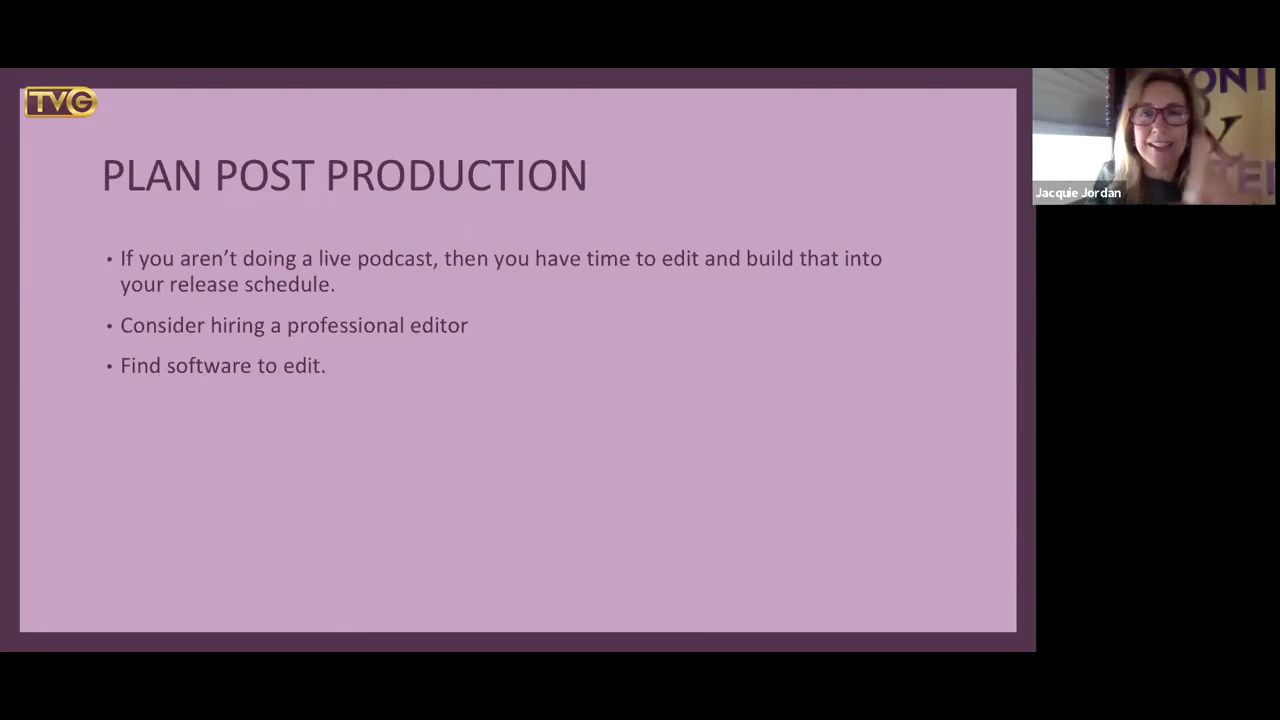 TVG
PLAN POST PRODUCTION
• If you aren’t doing a live podcast, then you have time to edit and build that into
your release schedule.
• Consider hiring a professional editor
• Find software to edit.
ONT
Jacquie Jordan